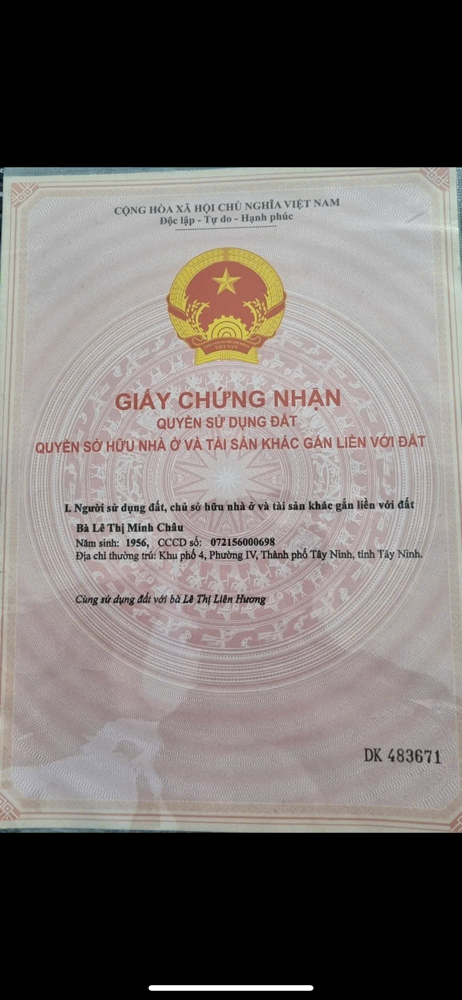 CỘNG HÒA XÃ HỘI CHỦ NGHĨA VIỆT NAM
Độc lập - Tự do - Hạnh phúc
VIỆT NAM
GIẤY CHỨNG NHẬN
QUYỀN SỬ DỤNG ĐẤT
QUYỀN SỞ HỮU NHÀ Ở VÀ TÀI SẢN KHÁC GẮN LIỀN VỚI ĐẤT
I. Người sử dụng đất, chủ sở hữu nhà ở và tài sản khác gắn liền với đất
Bà Lê Thị Minh Châu
Năm sinh: 1956, CCCD số: 072156000698
Địa chỉ thường trú: Khu phố 4, Phường IV, Thành phố Tây Ninh, tỉnh Tây Ninh.
Cùng sử dụng đất với bà Lê Thị Liên Hương
DK 483671